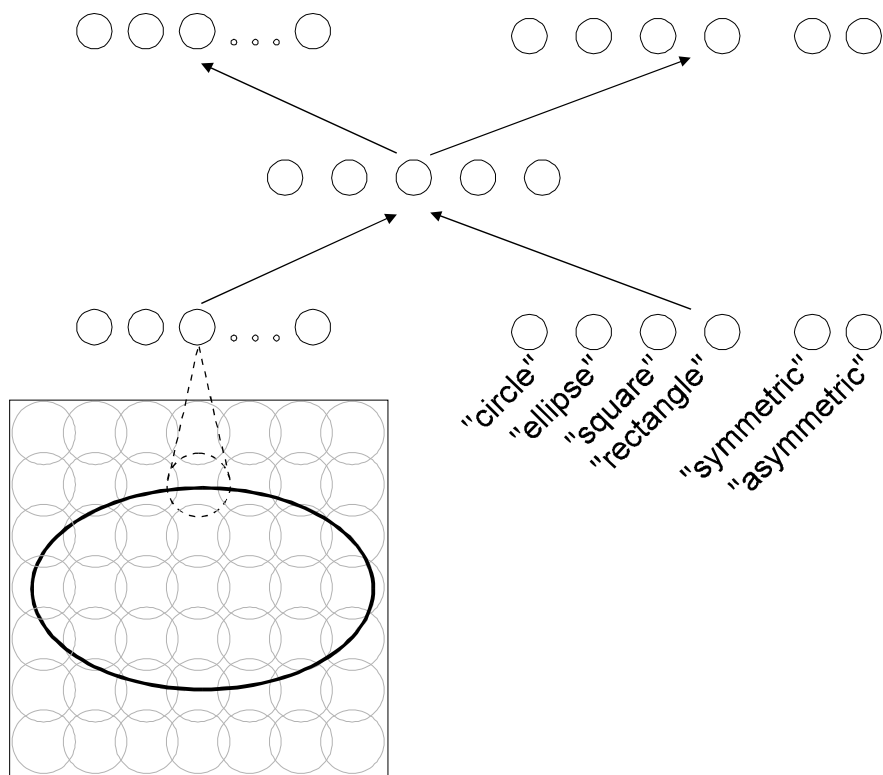 "circle"
"ellipse"
"square"
"rectangle"
"symmetric"
"asymmetric"